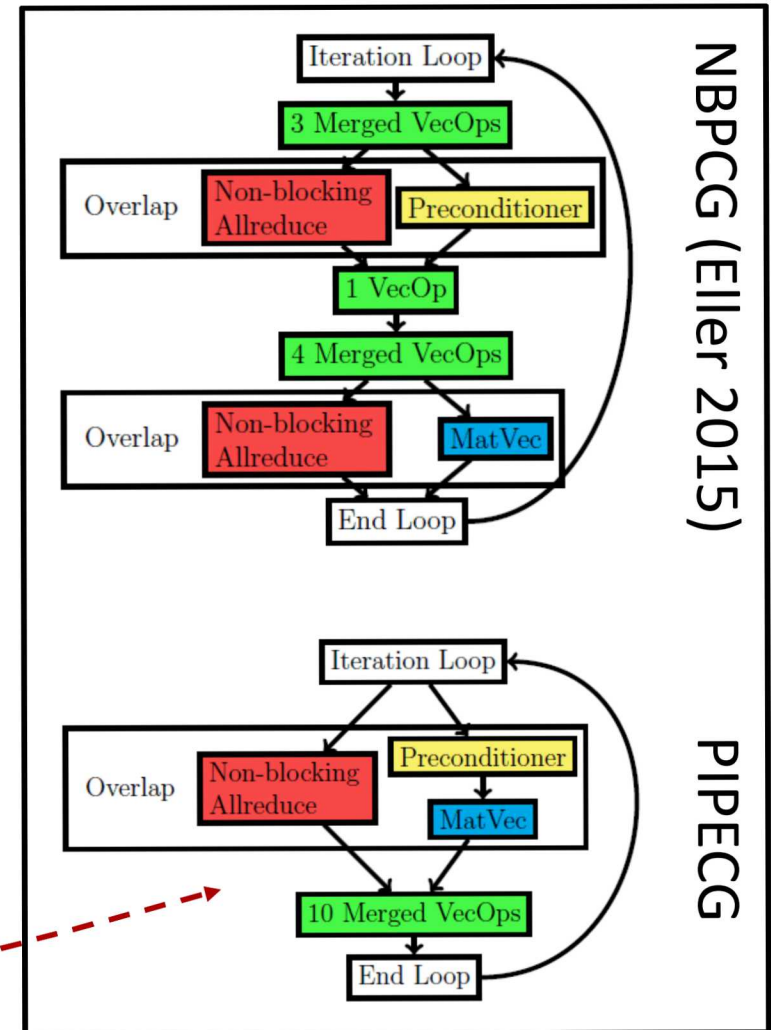 NBPCG (Eller 2015)
Iteration Loop
3 Merged VecOps
Overlap
Non-blocking
Allreduce
Preconditioner
1 VecOp
4 Merged VecOps
Overlap
Non-blocking
Allreduce
MatVec
End Loop
PIPECG
Iteration Loop
Overlap
Non-blocking
Allreduce
Preconditioner
MatVec
10 Merged VecOps
End Loop